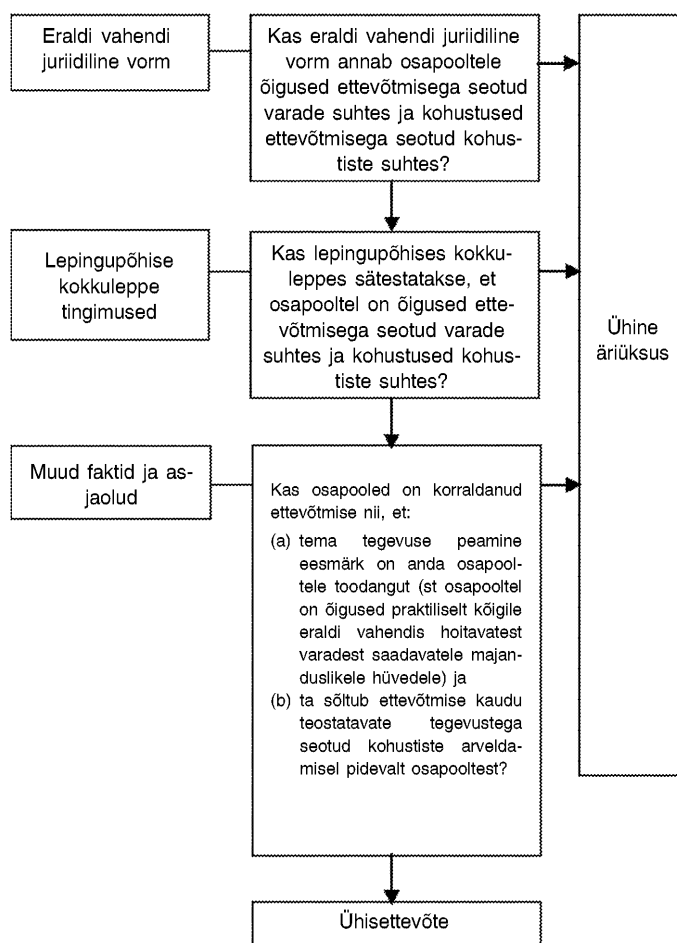 Eraldi vahendi
juriidiline vorm
Kas eraldi vahendi juriidiline
vorm annab osapooltele
õigused ettevõtmisega seotud
varade suhtes ja kohustused
ettevõtmisega seotud kohus-
tiste suhtes?
Lepingupõhise
kokkuleppe
tingimused
Kas lepingupõhises kokku-
leppes sätestatakse, et
osapooltel on õigused ette-
võtmisega seotud varade
suhtes ja kohustused kohus-
tiste suhtes?
Ühine
äriüksus
Muud faktid ja as-
jaolud
Kas osapooled on korraldanud
ettevõtmise nii, et:
(a) tema tegevuse peamine
eesmärk on anda osapool-
tele toodangut (st osapooltel
on õigused praktiliselt kõigile
eraldi vahendis hoitavatest
varadest saadavatele majan-
duslikele hüvedele) ja
(b) ta sõltub ettevõtmise kaudu
teostatavate tegevustega
seotud kohustiste arvelda-
misel pidevalt osapooltest?
Ühisettevõte